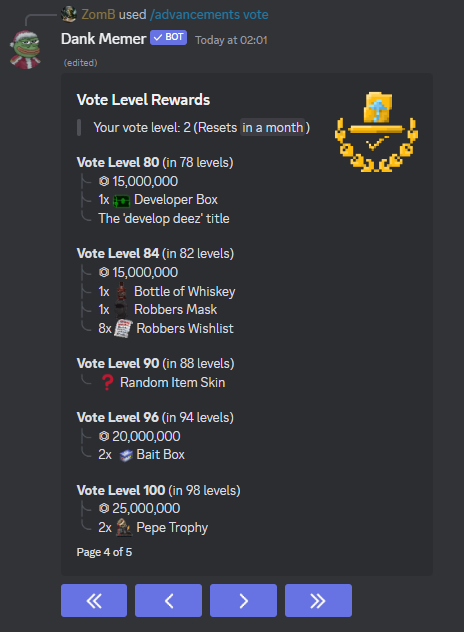 ZomB used /advancements vote
Dank Memer ✓ BOT Today at 02:01
(edited)
Vote Level Rewards
Your vote level: 2 (Resets in a month)
Vote Level 80 (in 78 levels)
15,000,000
1x Developer Box
The 'develop deez' title
Vote Level 84 (in 82 levels)
15,000,000
1x Bottle of Whiskey
1x Robbers Mask
8x Robbers Wishlist
Vote Level 90 (in 88 levels)
❓ Random Item Skin
Vote Level 96 (in 94 levels)
20,000,000
2x Bait Box
Vote Level 100 (in 98 levels)
25,000,000
2x Pepe Trophy
Page 4 of 5